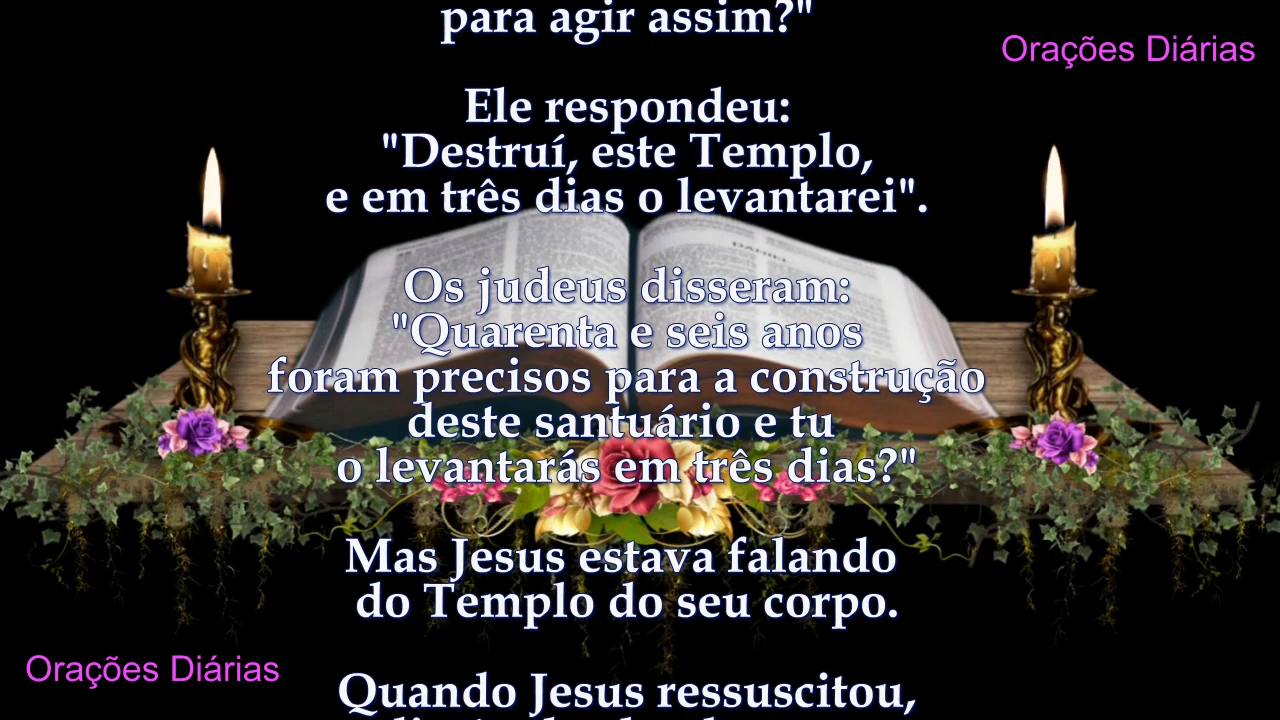 para agir assim?"
Orações Diárias
Ele respondeu:
"Destruí, este Templo,
e em três dias o levantarei".
DANIEL
Os judeus disseram:
"Quarenta e seis anos
foram precisos para a construção
deste santuário e tu
o levantarás em três dias?"
Mas Jesus estava falando
do Templo do seu corpo.
Orações Diárias
Quando Jesus ressuscitou,